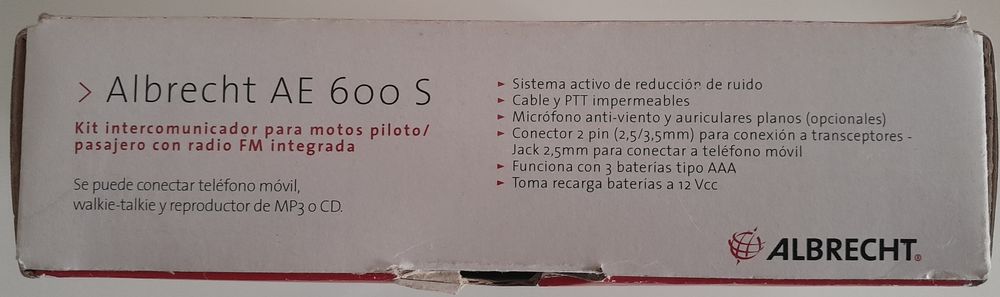 > Albrecht AE 600 S
Kit intercomunicador para motos piloto/
pasajero con radio FM integrada
Se puede conectar teléfono móvil,
walkie-talkie y reproductor de MP3 o CD.
► Sistema activo de reducción de ruido
► Cable y PTT impermeables
► Micrófono anti-viento y auriculares planos (opcionales)
► Conector 2 pin (2,5/3,5mm) para conexión a transceptores -
Jack 2,5mm para conectar a teléfono móvil
► Funciona con 3 baterías tipo AAA
► Toma recarga baterías a 12 Vcc
ALBRECHT®